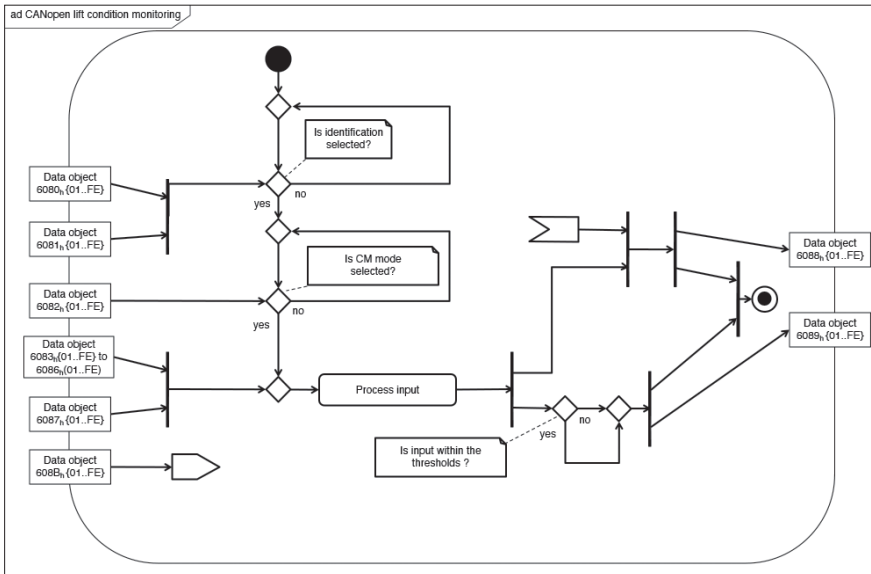 ad CANopen lift condition monitoring
Is identification
selected?
Data object
6080h{01..FE}
no
yes
Data object
6081h{01..FE}
Is CM mode
selected?
Data object
6088h{01..FE}
Data object
6082h{01..FE}
no
yes
Data object
6083h(01..FE} to
6086h(01..FE)
Data object
6089h{01..FE}
Process input
Data object
6087h{01..FE}
no
yes
Is input within the
thresholds ?
Data object
608Bh{01..FE}